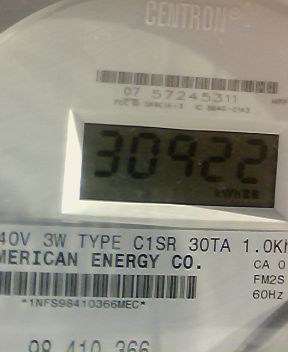 CENTRON®
07 57245311
30922
kWh
40V 3W TYPE C1SR 30TA 1.0Kh
MERICAN ENERGY CO.
CA 0
FM2S
60Hz
*1NFS98410366MEC*
98 410 366